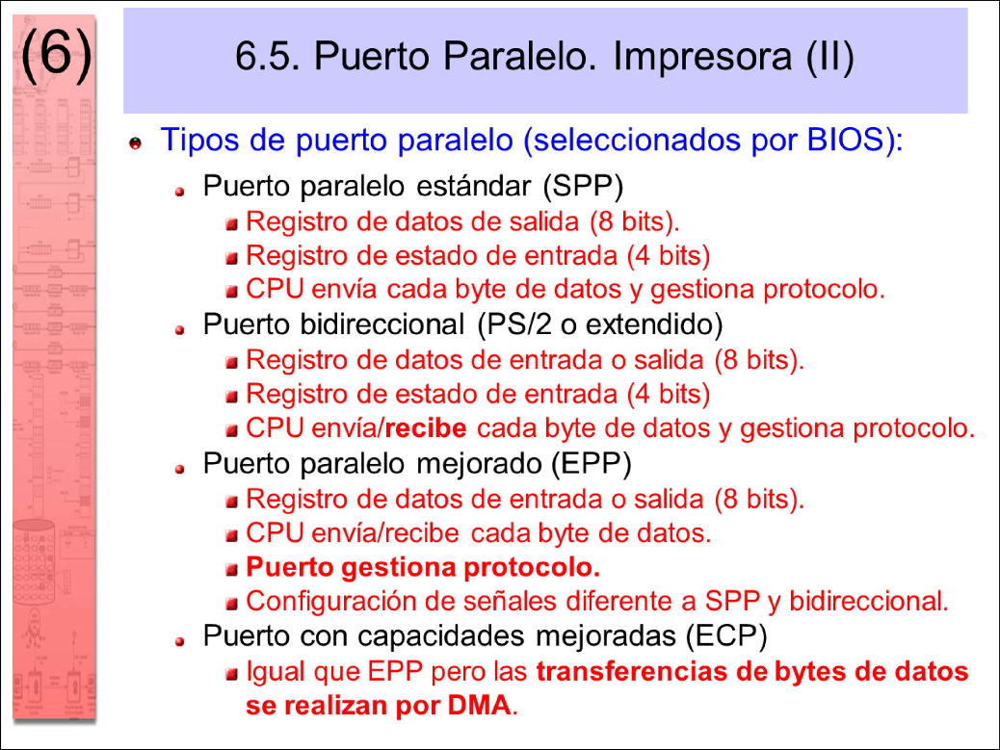 (6)
6.5. Puerto Paralelo. Impresora (II)
Tipos de puerto paralelo (seleccionados por BIOS):
Puerto paralelo estándar (SPP)
Registro de datos de salida (8 bits).
Registro de estado de entrada (4 bits)
CPU envía cada byte de datos y gestiona protocolo.
Puerto bidireccional (PS/2 o extendido)
Registro de datos de entrada o salida (8 bits).
Registro de estado de entrada (4 bits)
CPU envía/recibe cada byte de datos y gestiona protocolo.
Puerto paralelo mejorado (EPP)
Registro de datos de entrada o salida (8 bits).
CPU envía/recibe cada byte de datos.
Puerto gestiona protocolo.
Configuración de señales diferente a SPP y bidireccional.
Puerto con capacidades mejoradas (ECP)
Igual que EPP pero las transferencias de bytes de datos
se realizan por DMA.